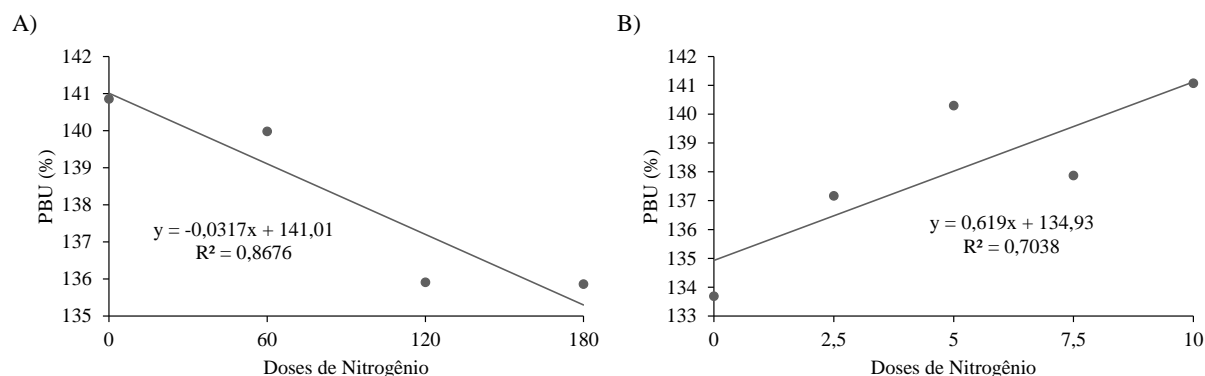 A)
142
141
140
139
138
137
136
135
PBU (%)
y = -0,0317x + 141,01
R² = 0,8676
0
60
120
180
Doses de Nitrogênio
B)
142
141
140
139
138
137
136
135
134
133
PBU (%)
y = 0,619x + 134,93
R² = 0,7038
0
2,5
5
7,5
10
Doses de Nitrogênio